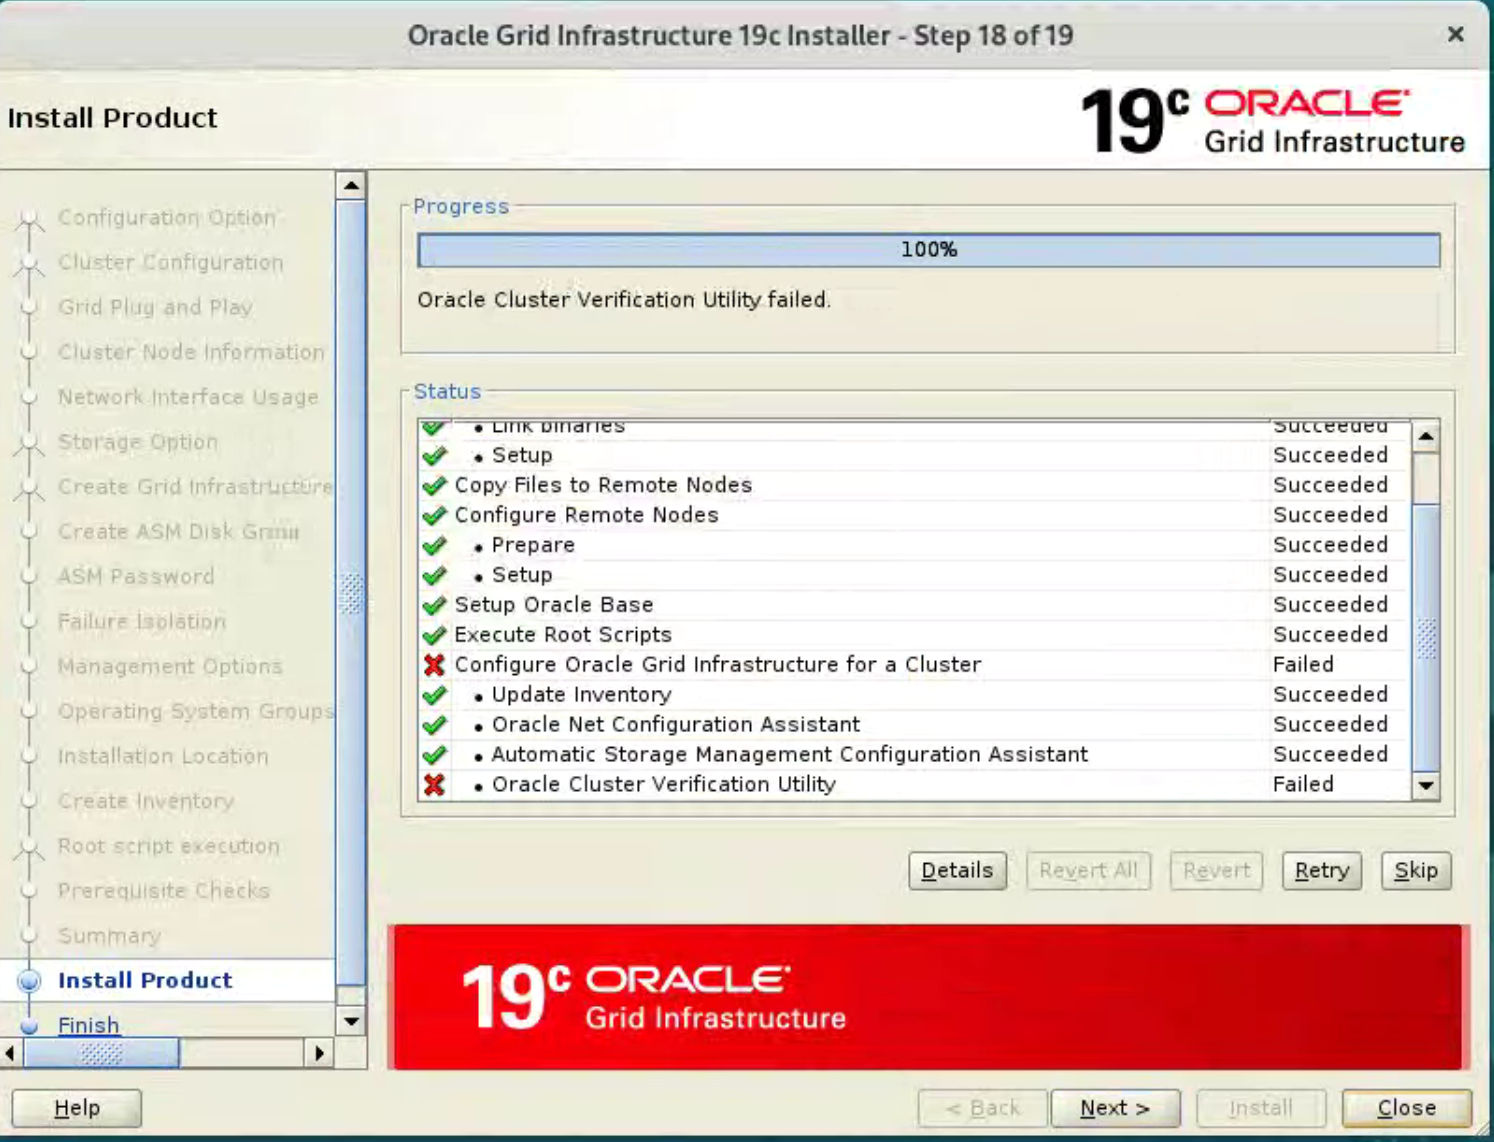 Oracle Grid Infrastructure 19c Installer - Step 18 of 19
×
Install Product
19c ORACLE
Grid Infrastructure
Configuration Option
Cluster Configuration
Grid Plug and Play
Cluster Node Information
Network Interface Usage
Storage Option
Create Grid Infrastructure
Create ASM Disk Group
ASM Password
Failure Isolation
Management Options
Operating System Groups
Installation Location
Create Inventory
Root script execution
Prerequisite Checks
Summary
Install Product
Finish
Progress
100%
Oracle Cluster Verification Utility failed.
Status
• Link binaries Succeeded
• Setup Succeeded
Copy Files to Remote Nodes Succeeded
Configure Remote Nodes Succeeded
• Prepare Succeeded
• Setup Succeeded
Setup Oracle Base Succeeded
Execute Root Scripts Succeeded
Configure Oracle Grid Infrastructure for a Cluster Failed
• Update Inventory Succeeded
• Oracle Net Configuration Assistant Succeeded
• Automatic Storage Management Configuration Assistant Succeeded
• Oracle Cluster Verification Utility Failed
Details Revert All Revert Retry Skip
19c ORACLE
Grid Infrastructure
Help < Back Next > Install Close